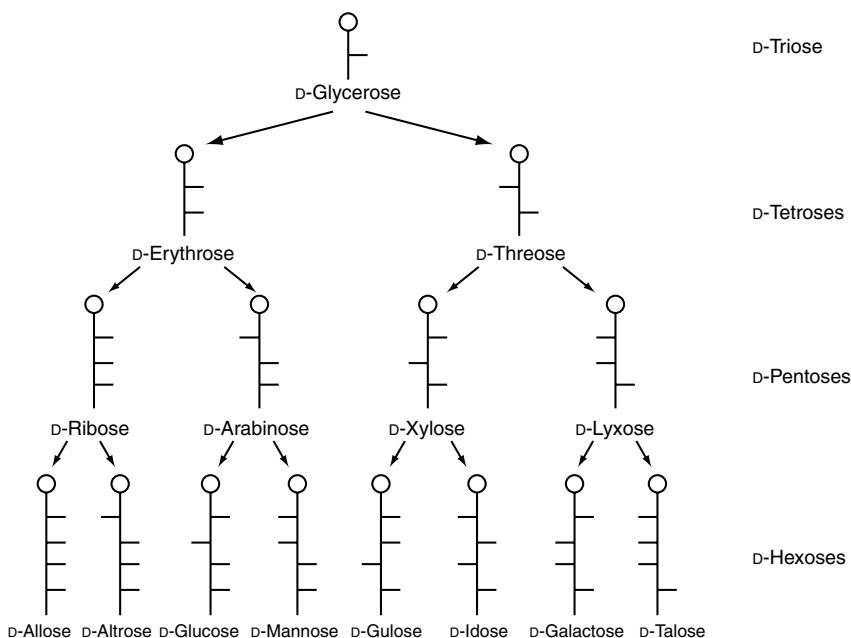 D-Triose
D-Glycerose
D-Tetroses
D-Erythrose D-Threose
D-Pentoses
D-Ribose D-Arabinose D-Xylose D-Lyxose
D-Hexoses
D-Allose D-Altrose D-Glucose D-Mannose D-Gulose D-Idose D-Galactose D-Talose